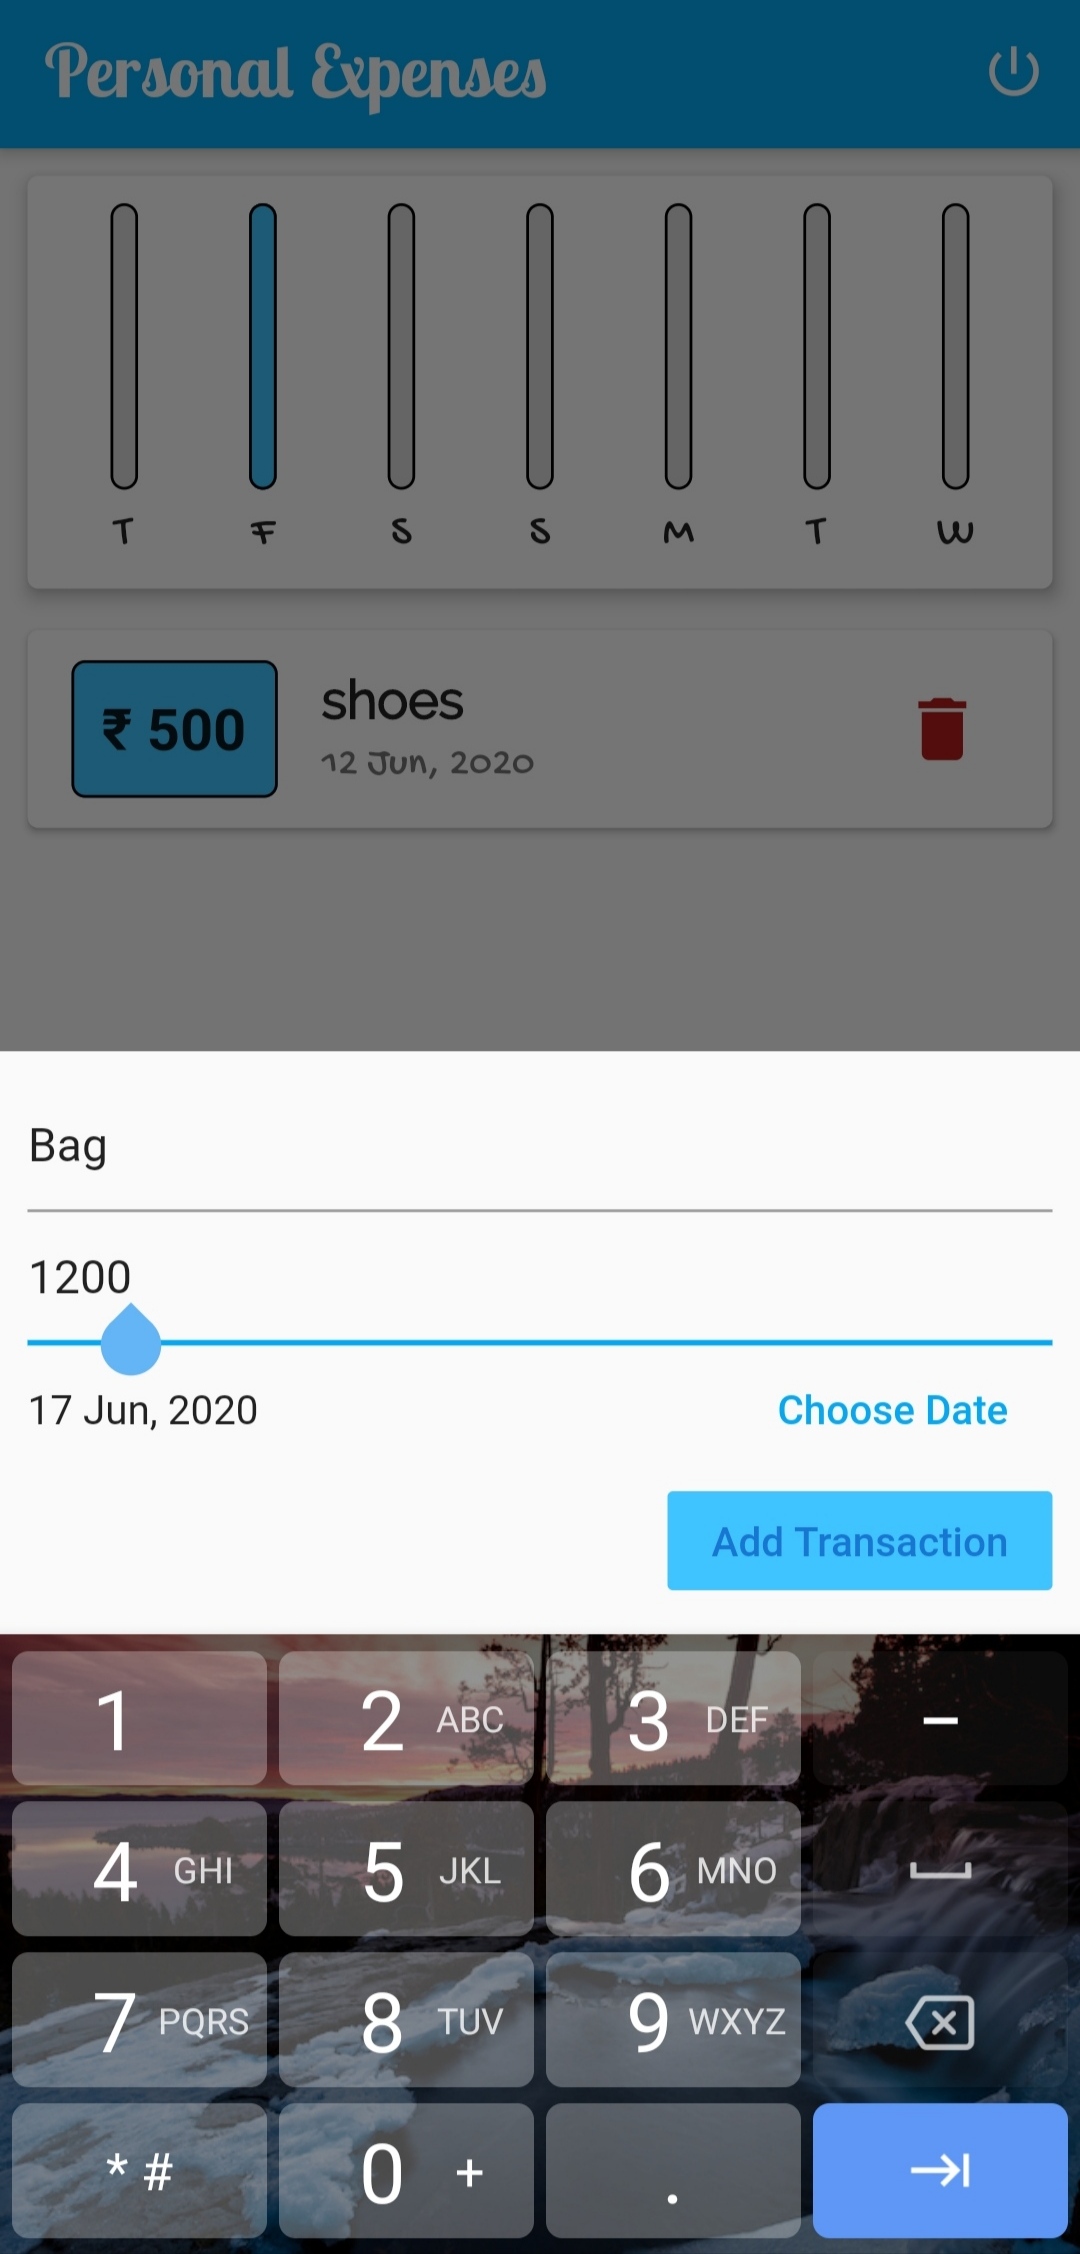 Personal Expenses
T F S S M T W
₹ 500
shoes
12 Jun, 2020
Bag
1200
17 Jun, 2020
Choose Date
Add Transaction
1 2 ABC 3 DEF –
4 GHI 5 JKL 6 MNO
7 PQRS 8 TUV 9 WXYZ
* # 0 + .